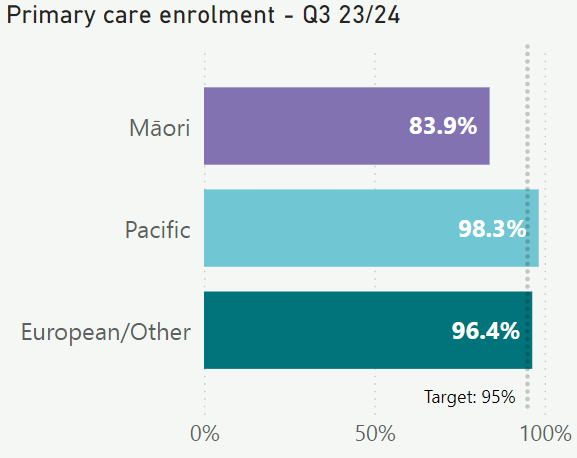 Primary care enrolment - Q3 23/24
Māori
83.9%
Pacific
98.3%
European/Other
96.4%
Target: 95%
0%
50%
100%